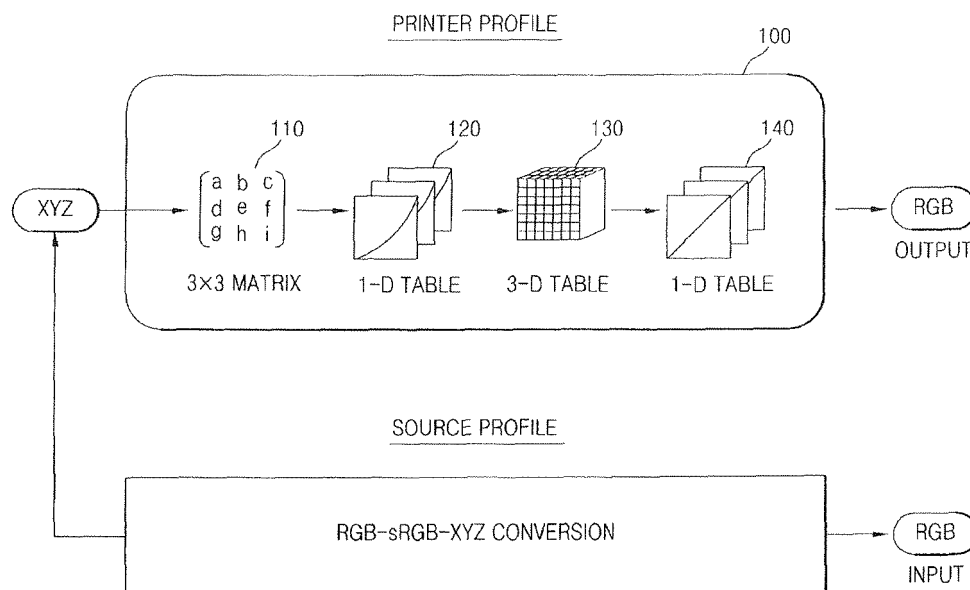 PRINTER PROFILE
100
110
120
130
140
a b c
d e f
g h i
XYZ
RGB
OUTPUT
3×3 MATRIX
1-D TABLE
3-D TABLE
1-D TABLE
SOURCE PROFILE
RGB-sRGB-XYZ CONVERSION
RGB
INPUT